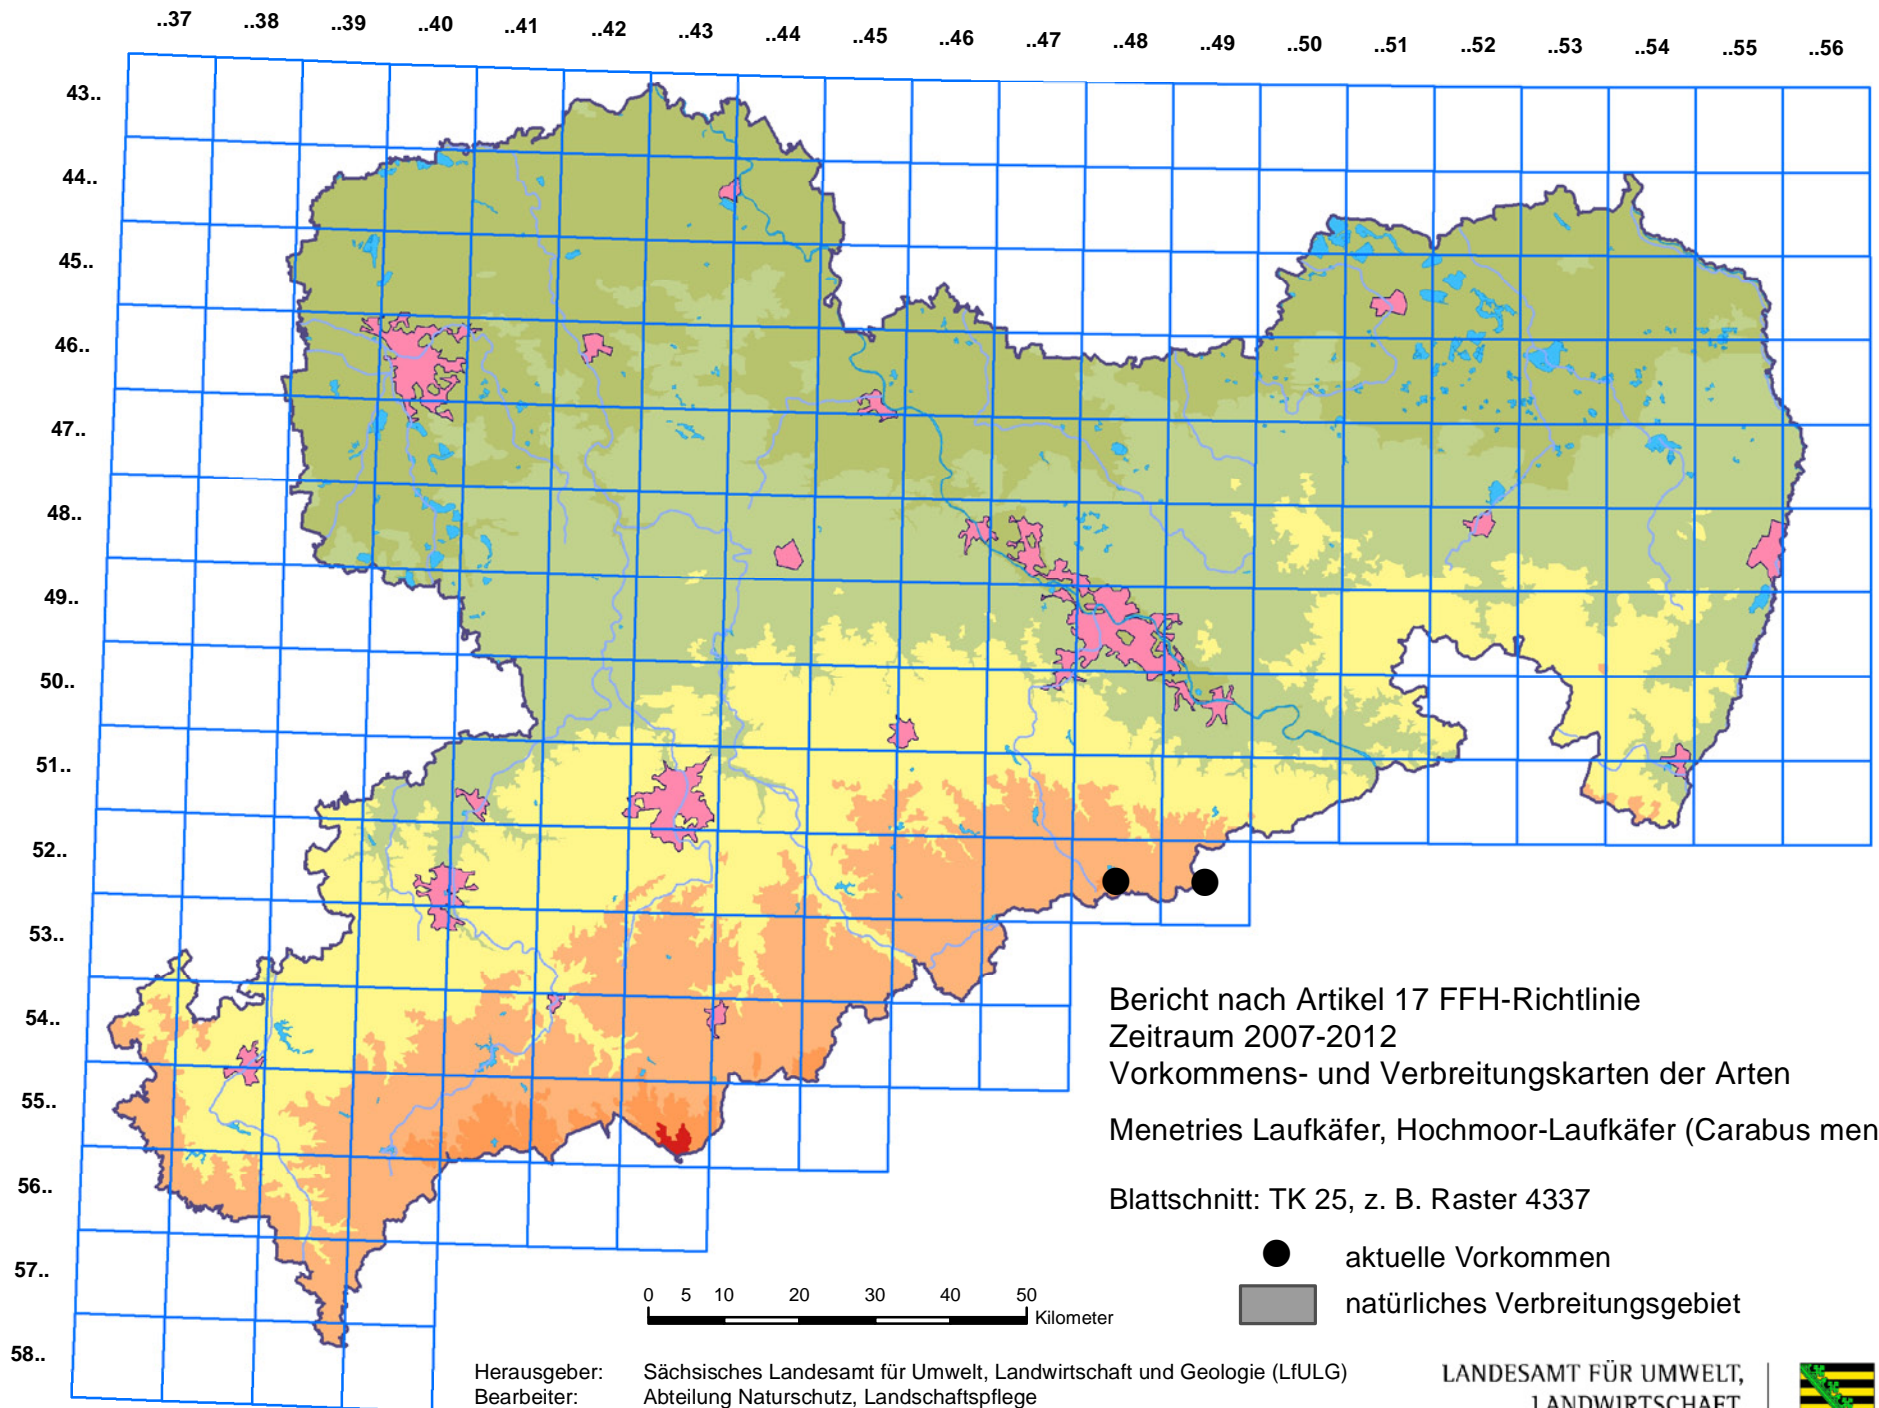 ..37 ..38 ..39 ..40 ..41 ..42 ..43 ..44 ..45 ..46 ..47 ..48 ..49 ..50 ..51 ..52 ..53 ..54 ..55 ..56
43..
44..
45..
46..
47..
48..
49..
50..
51..
52..
53..
54..
55..
56..
57..
58..
Bericht nach Artikel 17 FFH-Richtlinie
Zeitraum 2007-2012
Vorkommens- und Verbreitungskarten der Arten
Menetries Laufkäfer, Hochmoor-Laufkäfer (Carabus men
Blattschnitt: TK 25, z. B. Raster 4337
aktuelle Vorkommen
natürliches Verbreitungsgebiet
0 5 10 20 30 40 50
Kilometer
Herausgeber: Sächsisches Landesamt für Umwelt, Landwirtschaft und Geologie (LfULG)
Bearbeiter: Abteilung Naturschutz, Landschaftspflege
LANDESAMT FÜR UMWELT,
LANDWIRTSCHAFT